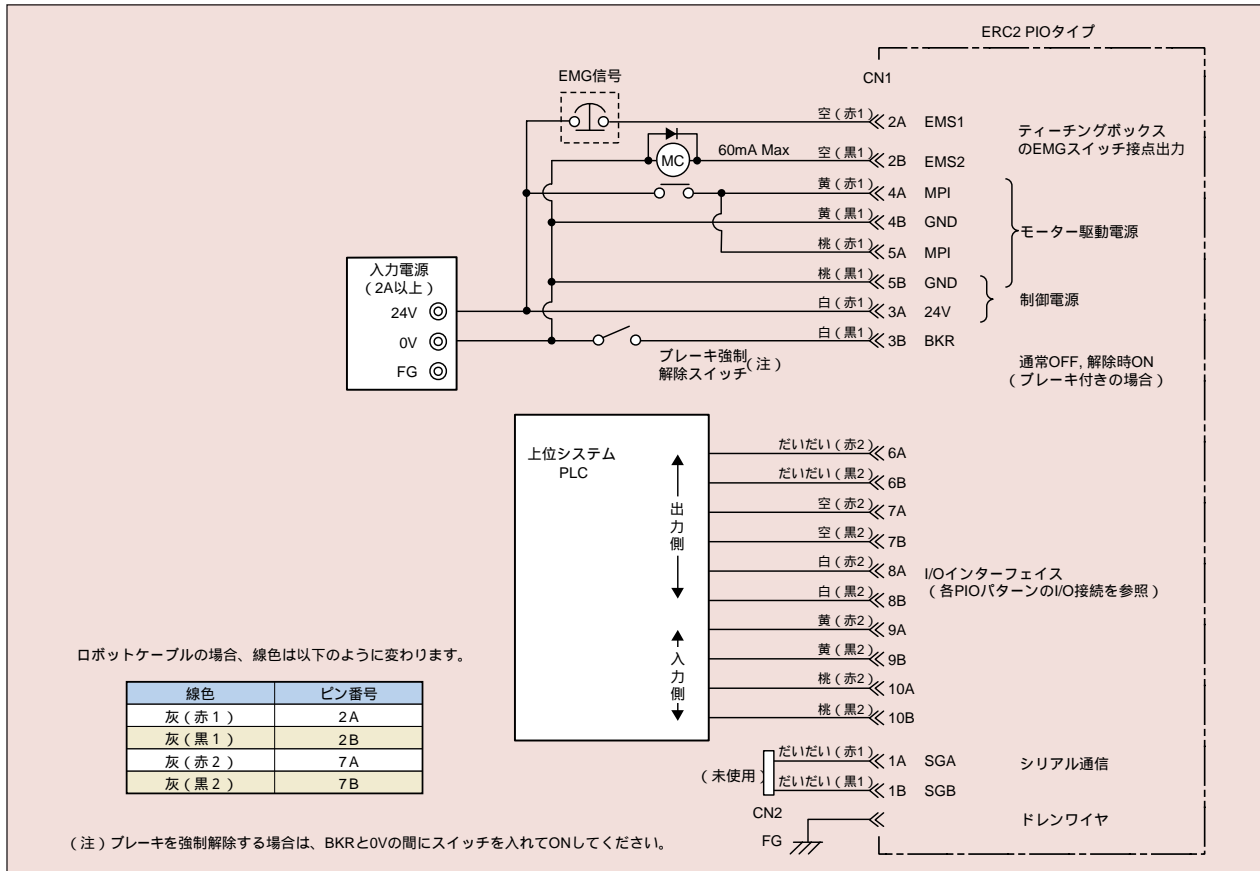 ERC2 PIOタイプ
CN1
EMG信号
空（赤1） 2A EMS1
ティーチングボックス
のEMGスイッチ接点出力
MC 60mA Max 空（黒1） 2B EMS2
黄（赤1） 4A MPI
黄（黒1） 4B GND
モーター駆動電源
桃（赤1） 5A MPI
桃（黒1） 5B GND
制御電源
白（赤1） 3A 24V
白（黒1） 3B BKR
入力電源
（2A以上）
24V
0V
FG
ブレーキ強制
解除スイッチ（注）
通常OFF, 解除時ON
（ブレーキ付きの場合）
上位システム
PLC
出力側
入力側
だいだい（赤2） 6A
だいだい（黒2） 6B
空（赤2） 7A
空（黒2） 7B
白（赤2） 8A
白（黒2） 8B
黄（赤2） 9A
黄（黒2） 9B
桃（赤2） 10A
桃（黒2） 10B
I/Oインターフェイス
（各PIOパターンのI/O接続を参照）
ロボットケーブルの場合、線色は以下のように変わります。
線色 ピン番号
灰（赤1） 2A
灰（黒1） 2B
灰（赤2） 7A
灰（黒2） 7B
（未使用）
だいだい（赤1） 1A SGA
だいだい（黒1） 1B SGB
シリアル通信
CN2
FG
ドレンワイヤ
（注）ブレーキを強制解除する場合は、BKRと0Vの間にスイッチを入れてONしてください。